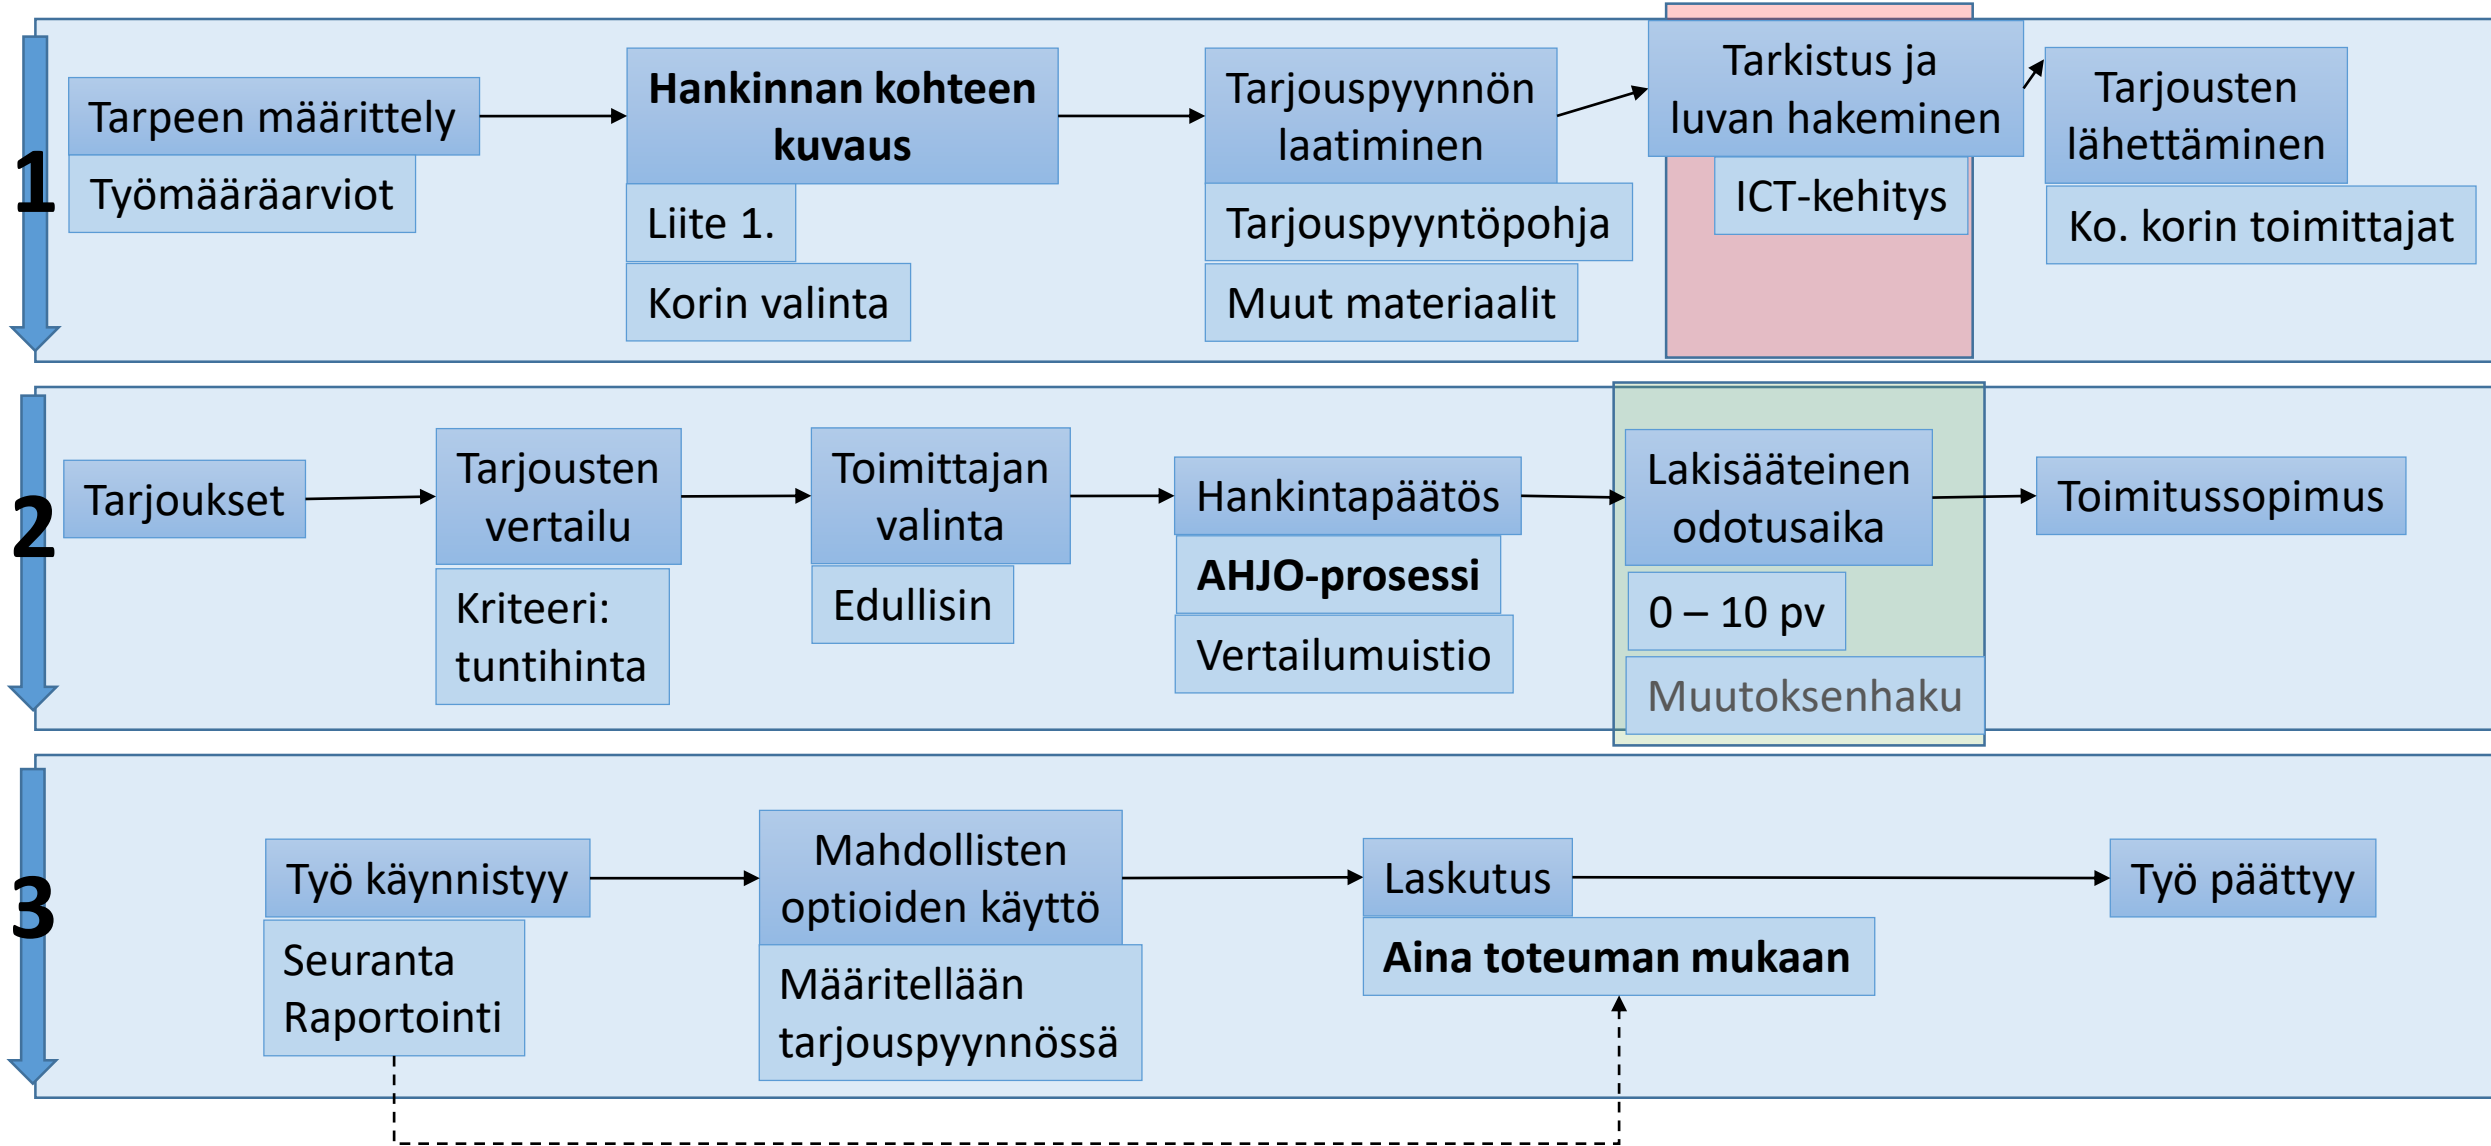 1
Tarpeen määrittely
Työmääräarviot
Hankinnan kohteen
kuvaus
Liite 1.
Korin valinta
Tarjouspyynnön
laatiminen
Tarjouspyyntöpohja
Muut materiaalit
Tarkistus ja
luvan hakeminen
ICT-kehitys
Tarjousten
lähettäminen
Ko. korin toimittajat
2
Tarjoukset
Tarjousten
vertailu
Kriteeri:
tuntihinta
Toimittajan
valinta
Edullisin
Hankintapäätös
AHJO-prosessi
Vertailumuistio
Lakisääteinen
odotusaika
0 – 10 pv
Muutoksenhaku
Toimitussopimus
3
Työ käynnistyy
Seuranta
Raportointi
Mahdollisten
optioiden käyttö
Määritellään
tarjouspyynnössä
Laskutus
Aina toteuman mukaan
Työ päättyy